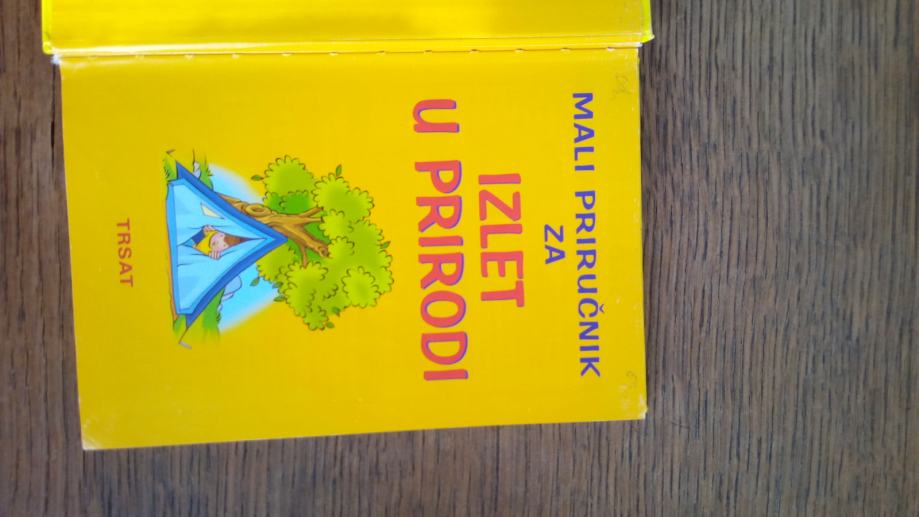 MALI PRIRUČNIK
ZA
IZLET
U PRIRODI
TRSAT